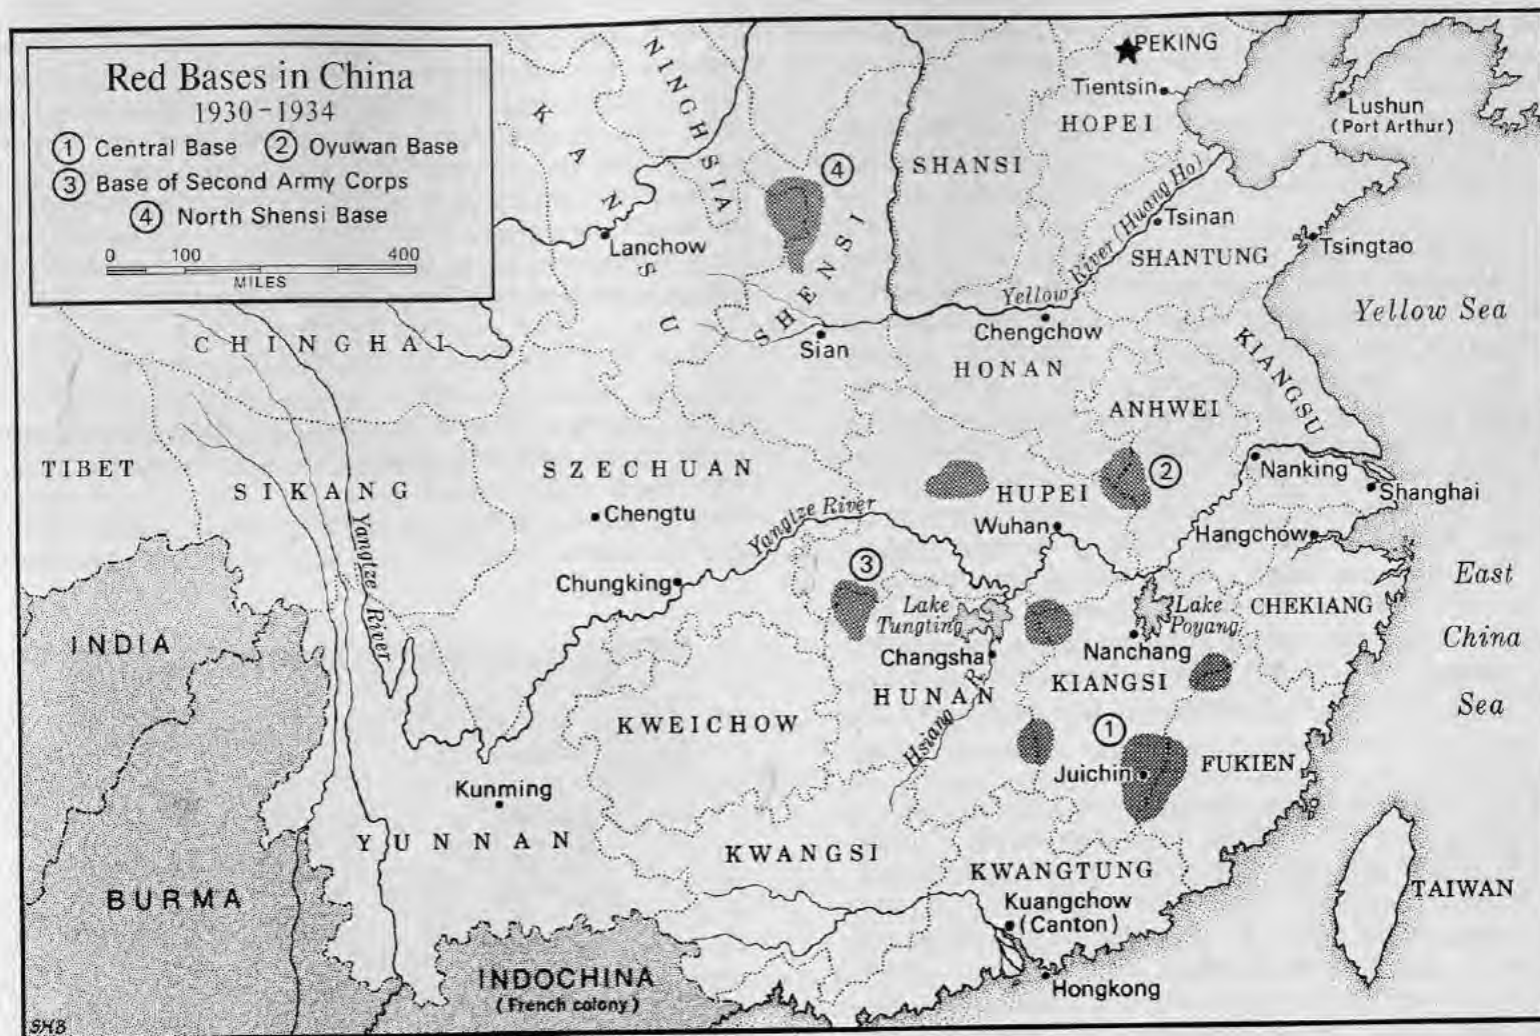 Red Bases in China
1930-1934
① Central Base ② Oyuwan Base
③ Base of Second Army Corps
④ North Shensi Base
0 100 400
MILES
PEKING
Tientsin
HOPEI
Lushun
(Port Arthur)
NINGHSIA
KANSU
④
SHANSI
Tsinan
SHANTUNG
Tsingtao
Lanchow
SHENSI
Yellow River (Huang Ho)
Yellow Sea
CHINGHAI
Sian
Chengchow
HONAN
KIANGSU
ANHWEI
TIBET
SIKANG
SZECHUAN
②
Nanking
Shanghai
HUPEI
Chengtu
Yangtze River
Wuhan
Hangchow
Yangtze River
Chungking
③
Lake
Tungting
Lake
Poyang
CHEKIANG
East
China
Sea
INDIA
Changsha
Nanchang
HUNAN
KIANGSI
Hsiang R.
KWEICHOW
①
Juichin
FUKIEN
Kunming
YUNNAN
KWANGSI
KWANGTUNG
BURMA
Kuangchow
(Canton)
TAIWAN
INDOCHINA
(French colony)
Hongkong
SHB